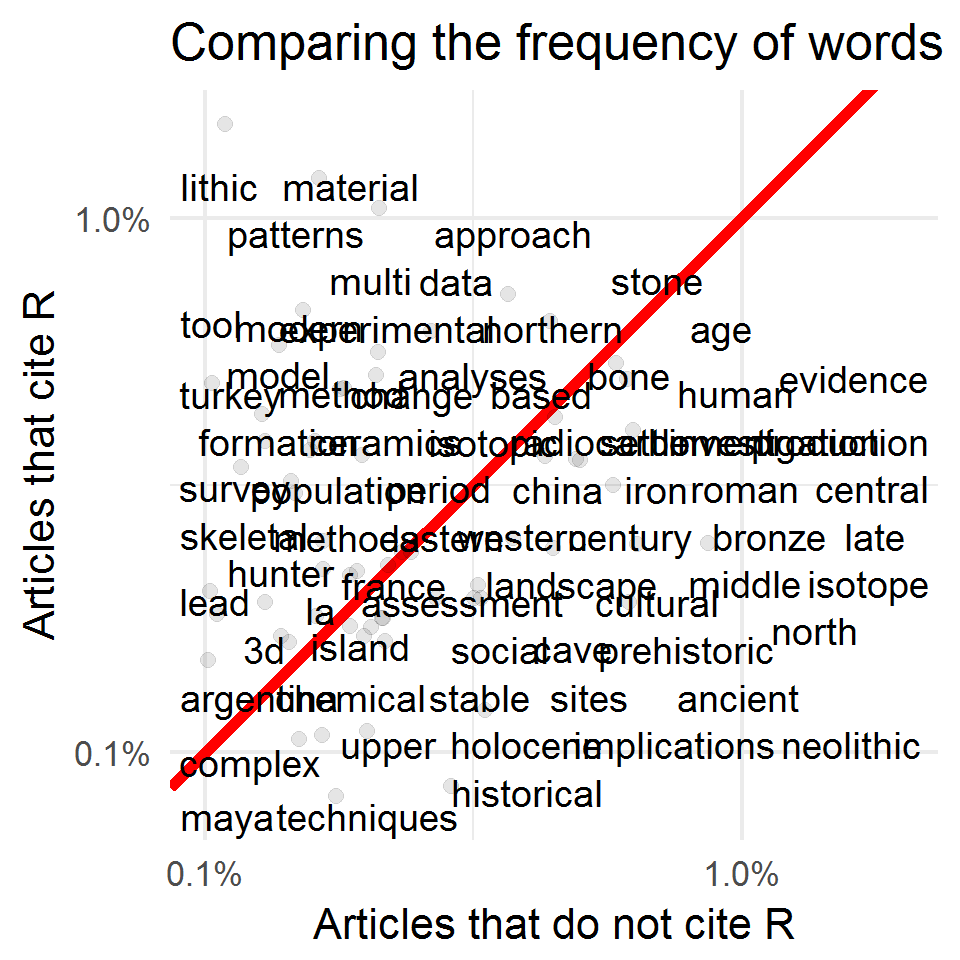 Comparing the frequency of words
Articles that cite R
1.0%
0.1%
lithic material
patterns approach
multi data stone
tool modern experimental northern age
model analyses bone evidence
turkey method change based human
formation ceramics isotopic radiocarbon settlement investigation production
survey population period china iron roman central
skeletal methods eastern western century bronze late
hunter france landscape middle isotope
lead la assessment cultural
north
3d island social cave prehistoric
argentina chemical stable sites ancient
upper holocene implications neolithic
complex
historical
maya techniques
0.1% 1.0%
Articles that do not cite R